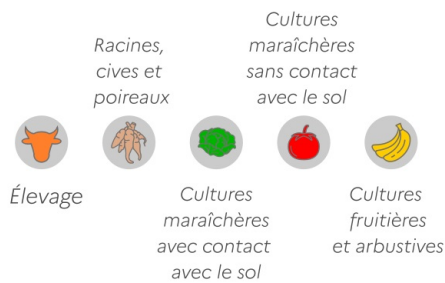 Cultures
maraîchères
sans contact
avec le sol
Racines,
cives et
poireaux
Élevage
Cultures
maraîchères
avec contact
avec le sol
Cultures
fruitières
et arbustives